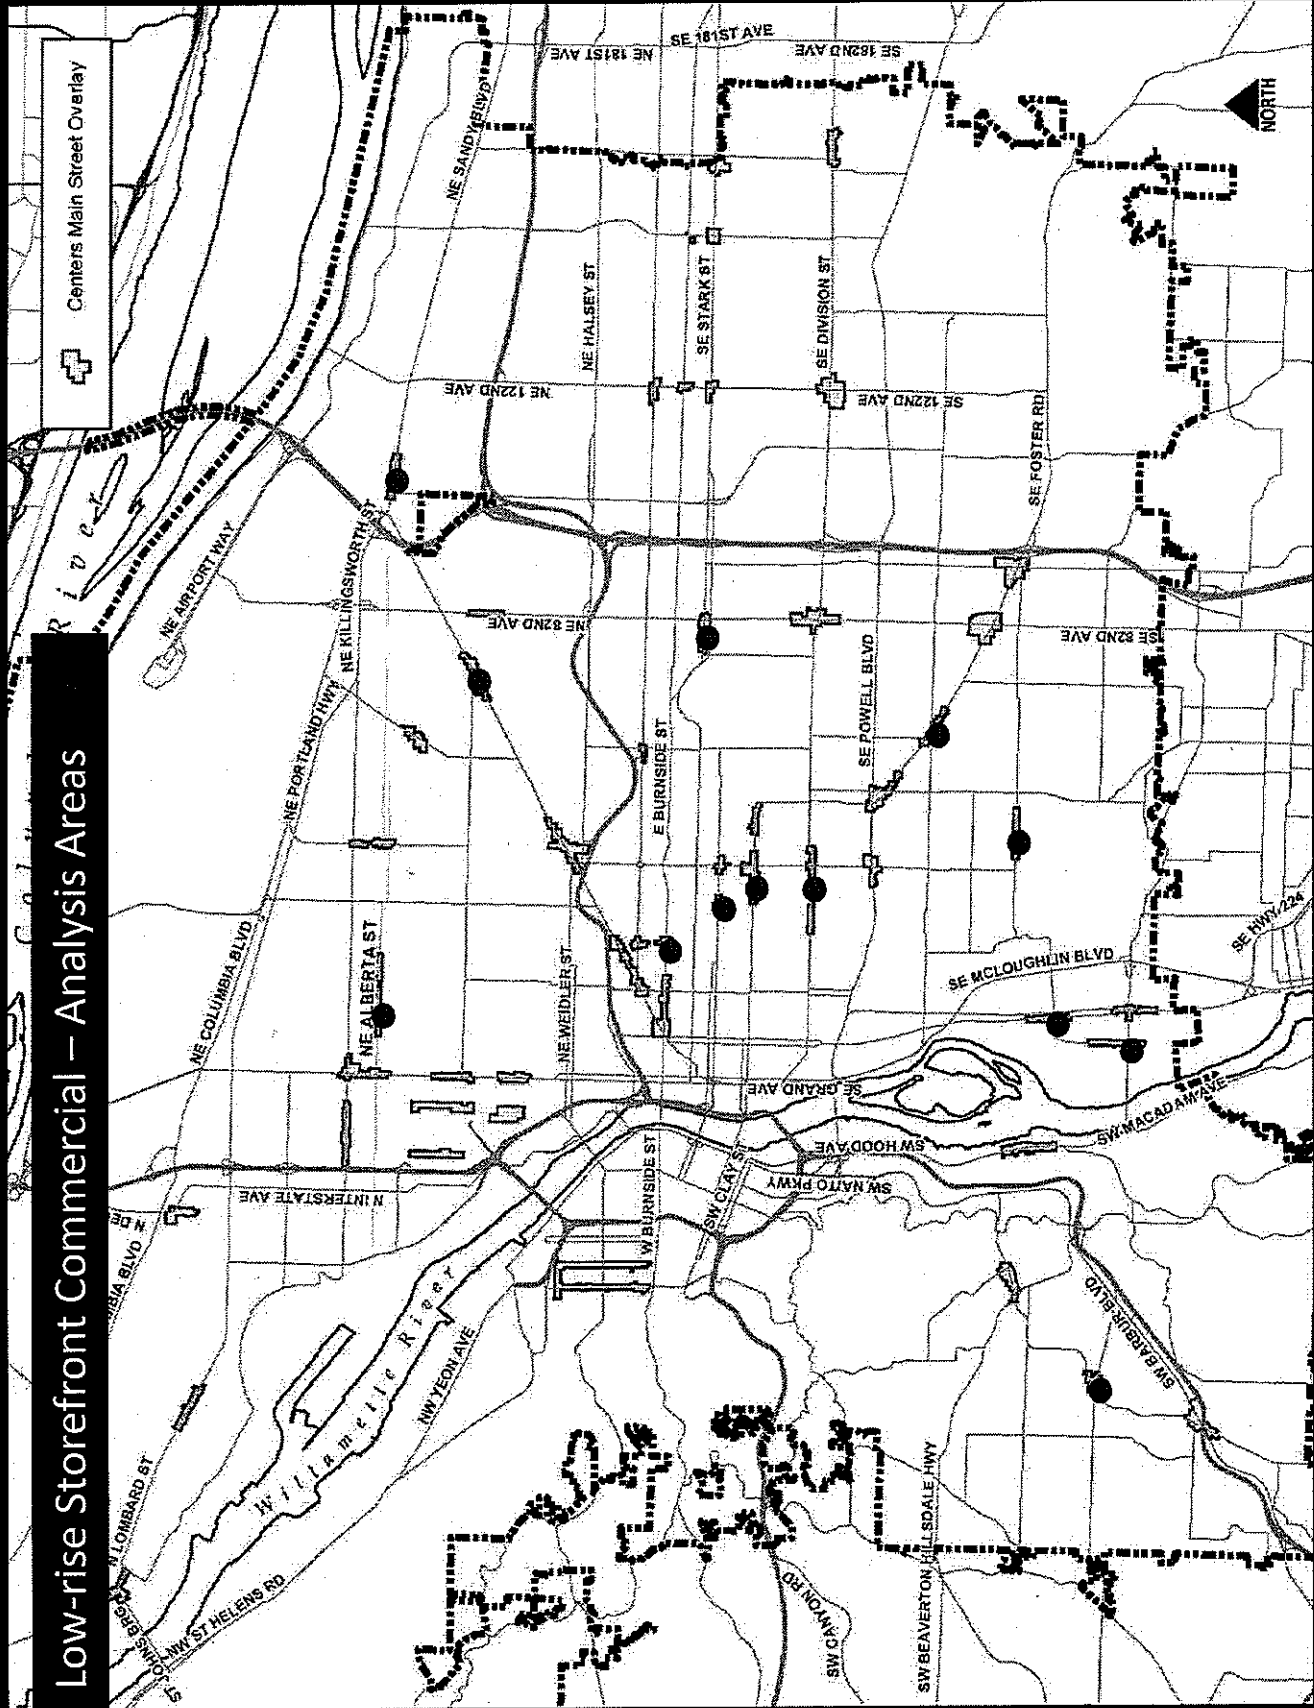 Low-rise Storefront Commercial – Analysis Areas
Centers Main Street Overlay
River
NE AIRPORT WAY
NE KILLINGSWORTH ST
NE PORTLAND HWY
NE COLUMBIA BLVD
NE ALBERTA ST
N INTERSTATE AVE
N LOMBARD ST
NW ST HELENS RD
Willamette River
NW YEON AVE
NE SANDY BLVD
NE 181ST AVE
SE 181ST AVE
SE 182ND AVE
NE HALSEY ST
SE STARK ST
SE DIVISION ST
NE 122ND AVE
SE 122ND AVE
SE FOSTER RD
NE 82ND AVE
SE 82ND AVE
E BURNSIDE ST
SE POWELL BLVD
NE WEIDLER ST
SE MCLOUGHLIN BLVD
SE HWY 224
SE GRAND AVE
W BURNSIDE ST
SW CLAY ST
SW NAITO PKWY
SW HOOD AVE
SW MACADAM AVE
SW BARBUR BLVD
SW CANYON RD
SW BEAVERTON HILLSDALE HWY
NORTH